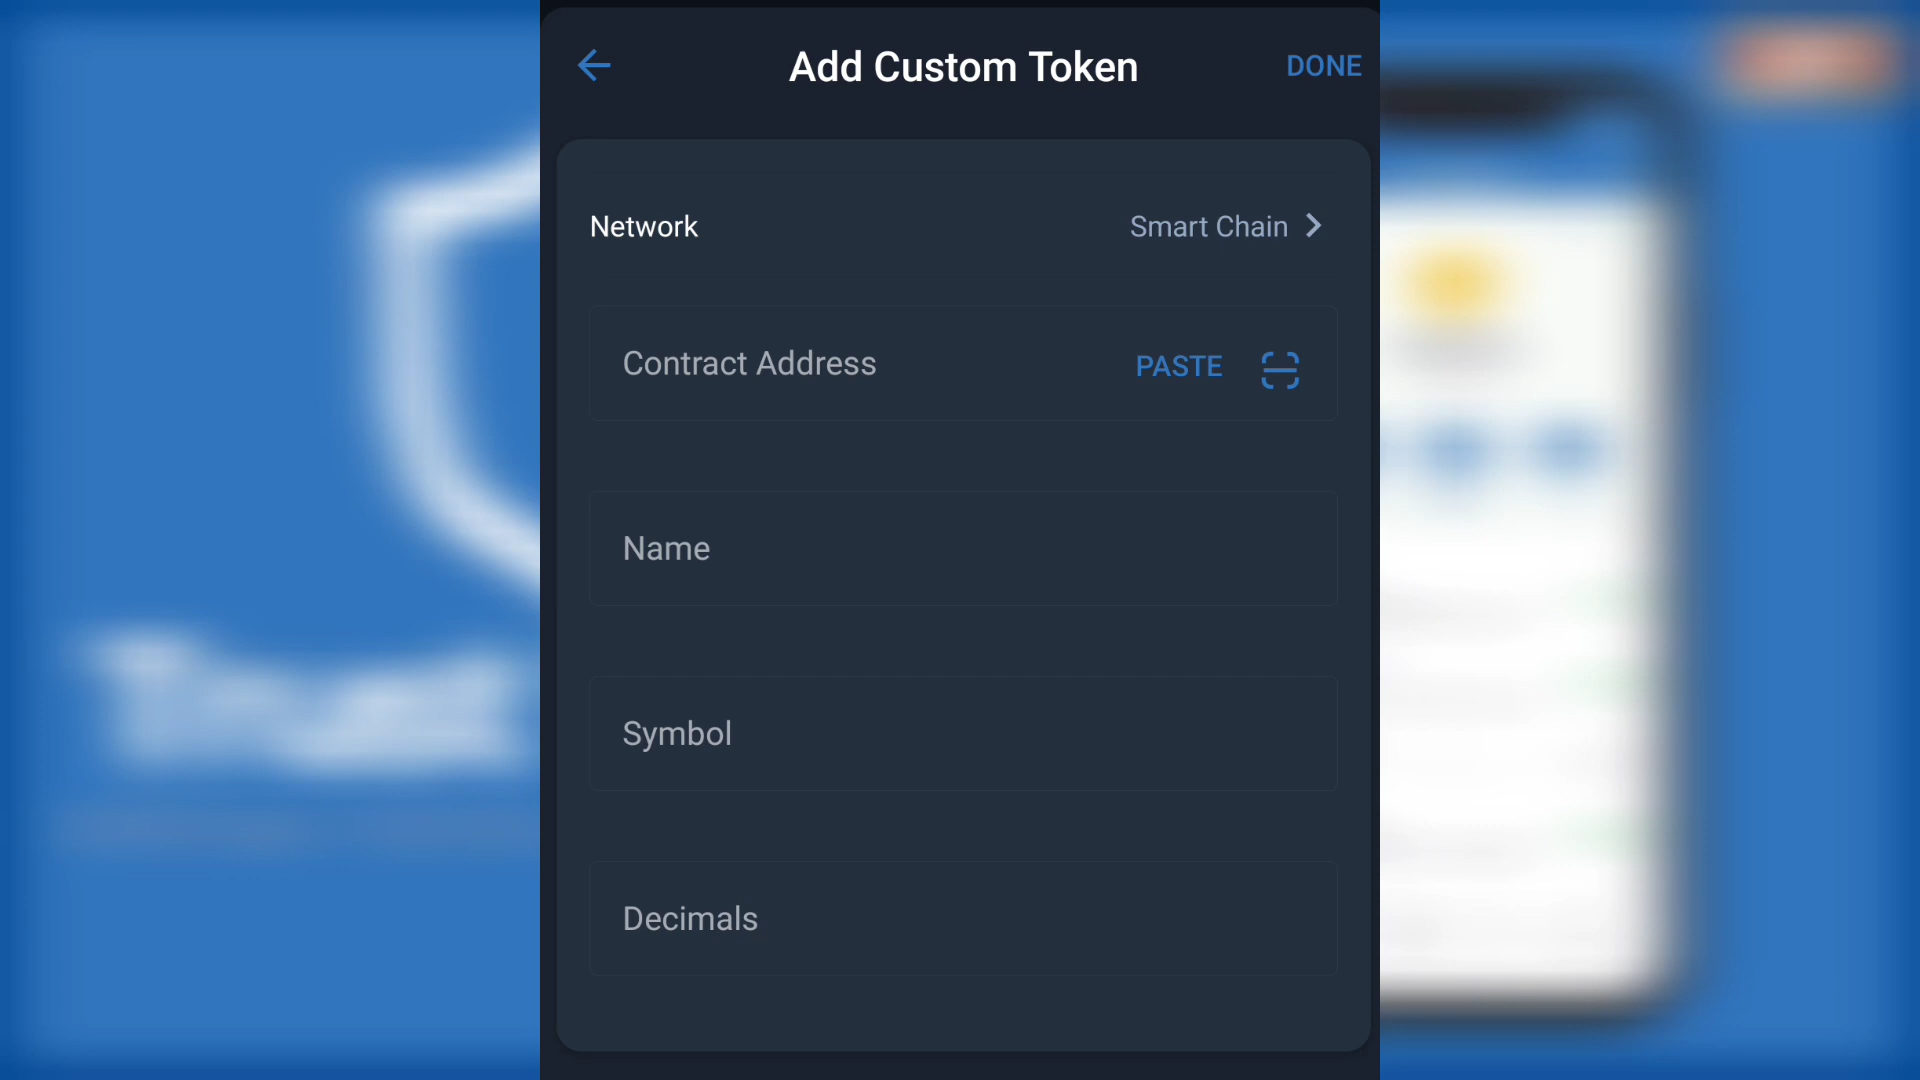 Add Custom Token
DONE
Network
Smart Chain
Contract Address
PASTE
Name
Symbol
Decimals